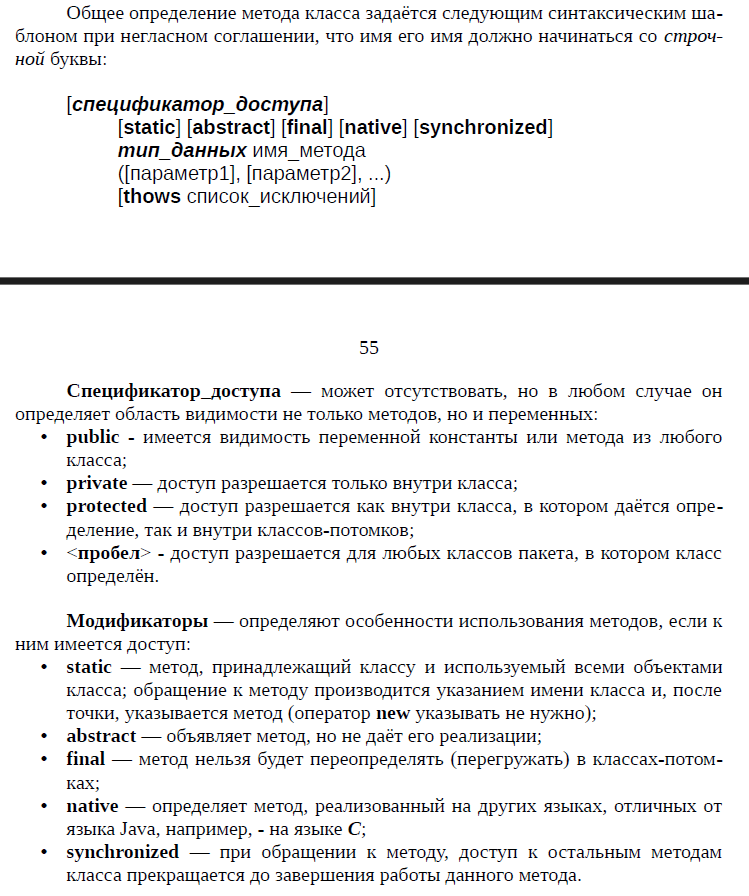 Общее определение метода класса задаётся следующим синтаксическим ша-
блоном при негласном соглашении, что имя его имя должно начинаться со строч-
ной буквы:
[спецификатор_доступа]
[static] [abstract] [final] [native] [synchronized]
тип_данных имя_метода
([параметр1], [параметр2], ...)
[thows список_исключений]
55
Спецификатор_доступа — может отсутствовать, но в любом случае он
определяет область видимости не только методов, но и переменных:
• public - имеется видимость переменной константы или метода из любого
класса;
• private — доступ разрешается только внутри класса;
• protected — доступ разрешается как внутри класса, в котором даётся опре-
деление, так и внутри классов-потомков;
• <пробел> - доступ разрешается для любых классов пакета, в котором класс
определён.
Модификаторы — определяют особенности использования методов, если к
ним имеется доступ:
• static — метод, принадлежащий классу и используемый всеми объектами
класса; обращение к методу производится указанием имени класса и, после
точки, указывается метод (оператор new указывать не нужно);
• abstract — объявляет метод, но не даёт его реализации;
• final — метод нельзя будет переопределять (перегружать) в классах-потом-
ках;
• native — определяет метод, реализованный на других языках, отличных от
языка Java, например, - на языке C;
• synchronized — при обращении к методу, доступ к остальным методам
класса прекращается до завершения работы данного метода.